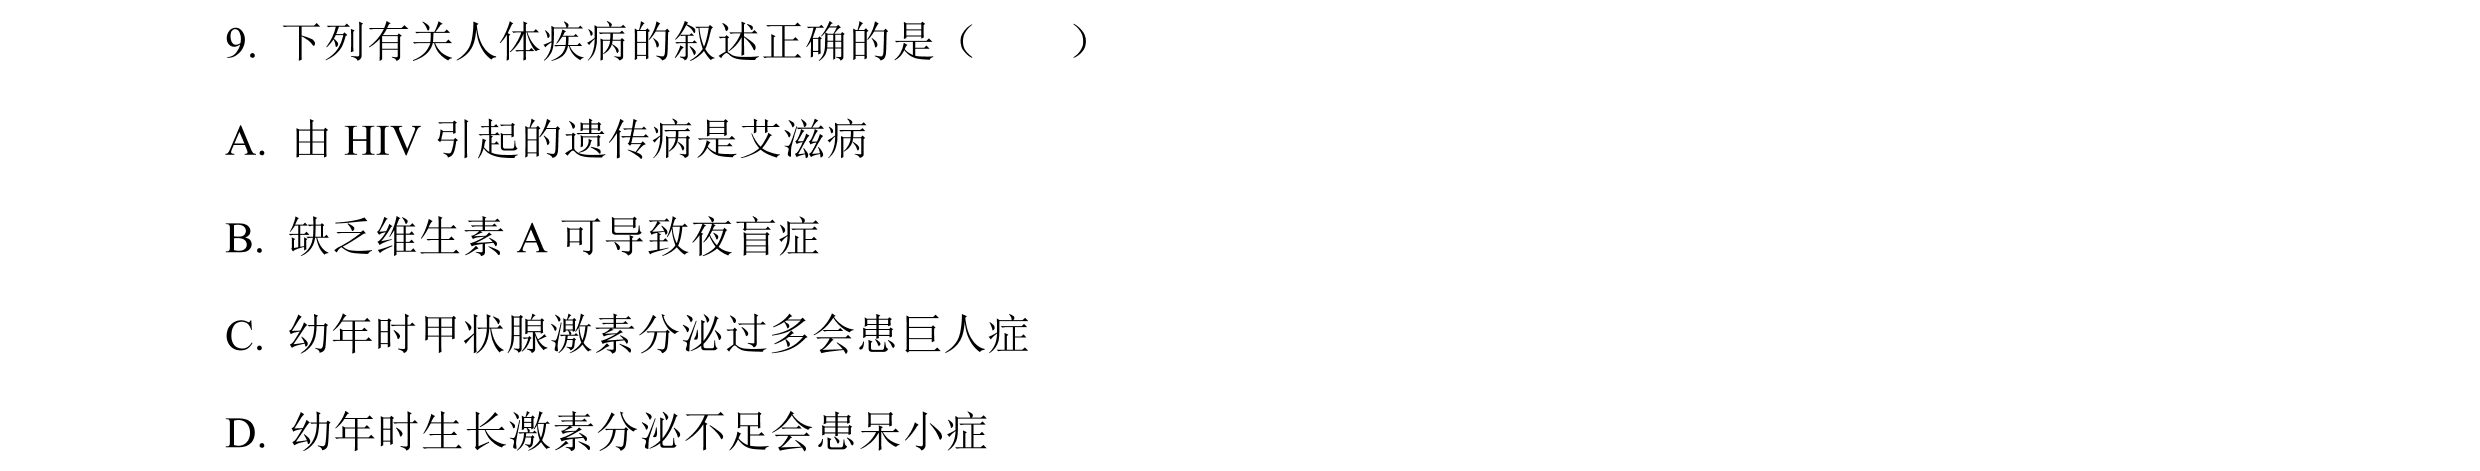 9. 下列有关人体疾病的叙述正确的是（　　）
A. 由 HIV 引起的遗传病是艾滋病
B. 缺乏维生素 A 可导致夜盲症
C. 幼年时甲状腺激素分泌过多会患巨人症
D. 幼年时生长激素分泌不足会患呆小症